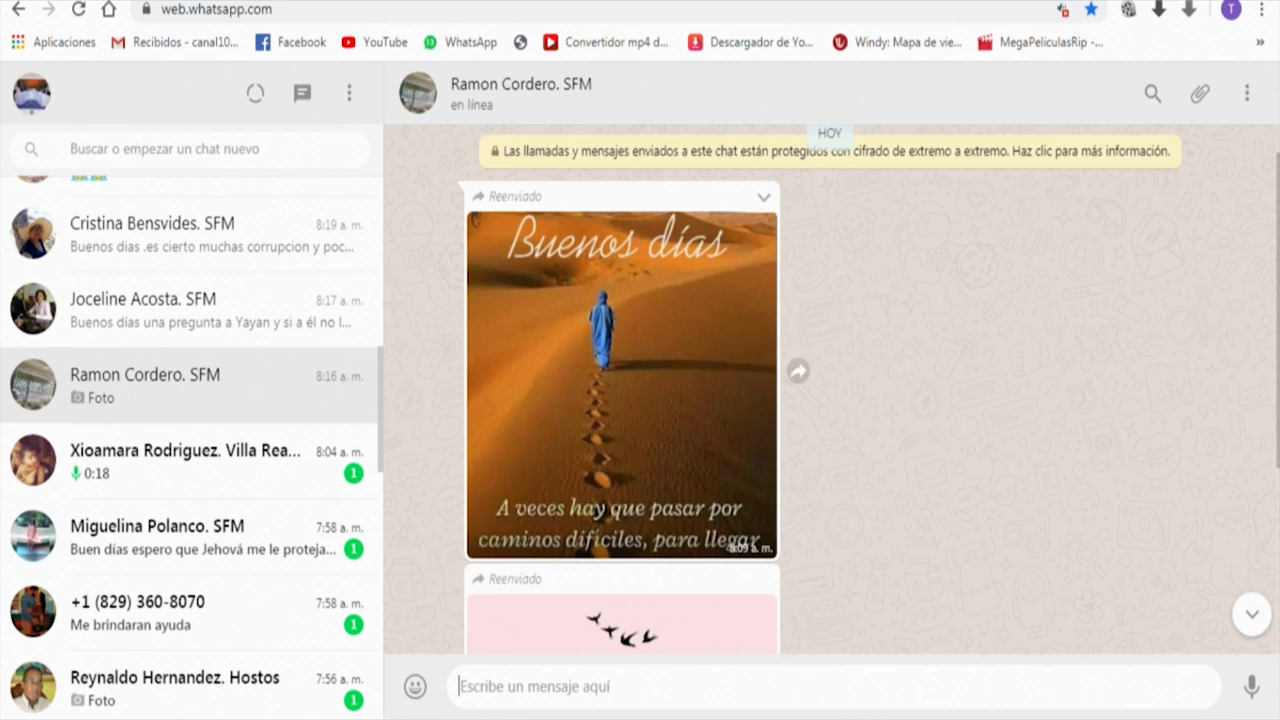 web.whatsapp.com
T
Aplicaciones
Recibidos - canal10...
Facebook
YouTube
WhatsApp
Convertidor mp4 d...
Descargador de Yo...
Windy: Mapa de vie...
MegaPeliculasRip -...
»
Buscar o empezar un chat nuevo
Cristina Bensvides. SFM
8:19 a. m.
Buenos dias .es cierto muchas corrupcion y poc...
Joceline Acosta. SFM
8:17 a. m.
Buenos días una pregunta a Yayan y si a él no l...
Ramon Cordero. SFM
8:16 a. m.
Foto
Xioamara Rodriguez. Villa Rea...
8:04 a. m.
0:18
1
Miguelina Polanco. SFM
7:58 a. m.
Buen días espero que Jehová me le proteja...
1
+1 (829) 360-8070
7:58 a. m.
Me brindaran ayuda
1
Reynaldo Hernandez. Hostos
7:56 a. m.
Foto
1
Ramon Cordero. SFM
en línea
HOY
Las llamadas y mensajes enviados a este chat están protegidos con cifrado de extremo a extremo. Haz clic para más información.
Reenviado
Buenos días
A veces hay que pasar por
caminos difíciles, para llegar
8:09 a. m.
Reenviado
Escribe un mensaje aquí